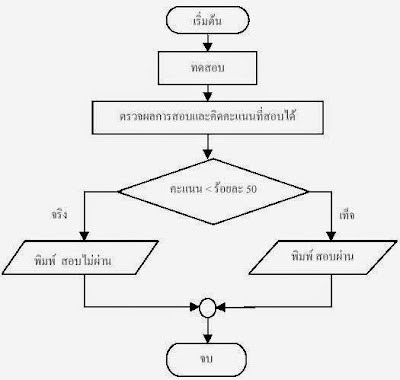 เริ่มต้น
ทดสอบ
ตรวจผลการสอบและคิดคะแนนที่สอบได้
คะแนน < ร้อยละ 50
จริง
เท็จ
พิมพ์ สอบไม่ผ่าน
พิมพ์ สอบผ่าน
จบ